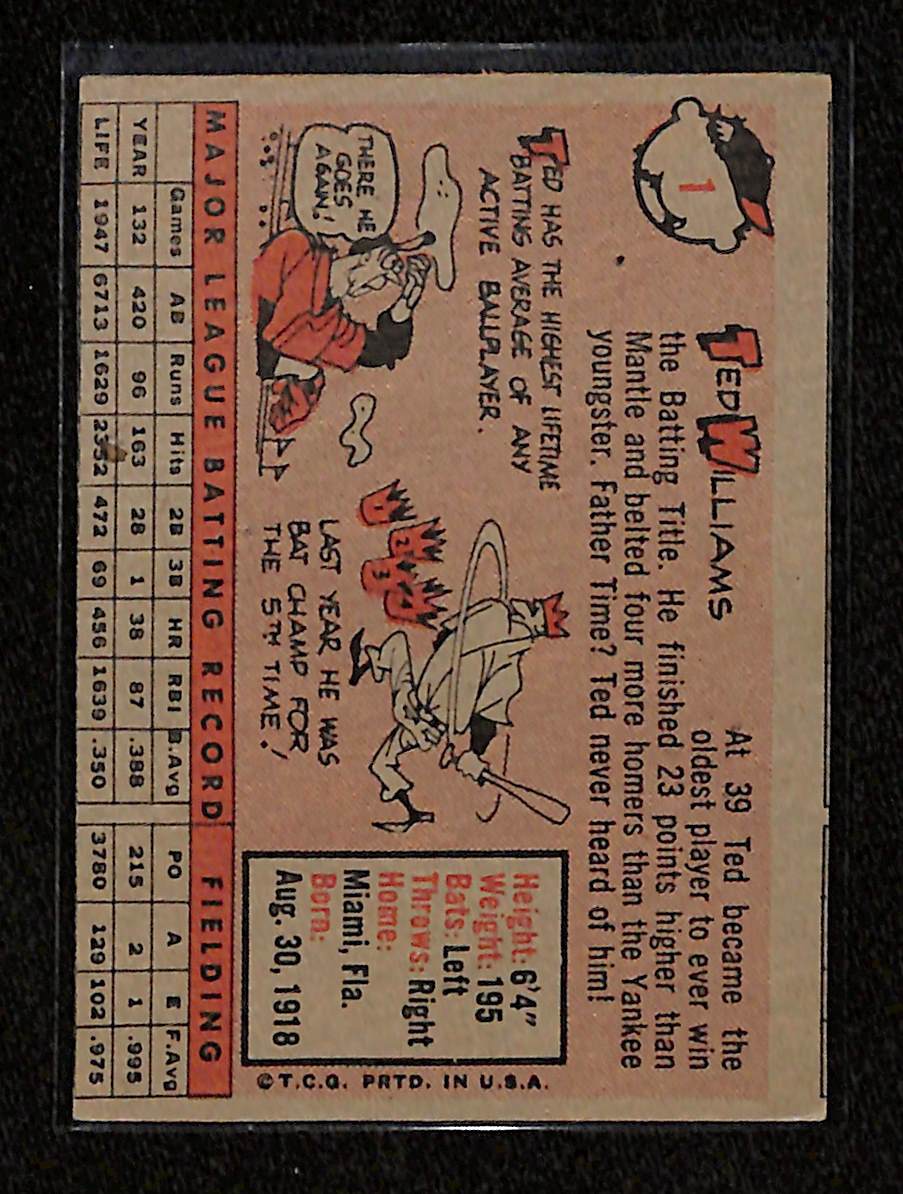 1
TED WILLIAMS
At 39 Ted became the
oldest player to ever win
the Batting Title. He finished 23 points higher than
Mantle and belted four more homers than the Yankee
youngster. Father Time? Ted never heard of him!
TED HAS THE HIGHEST LIFETIME
BATTING AVERAGE OF ANY
ACTIVE BALLPLAYER.
THERE HE
GOES
AGAIN!
1
2
3
4
LAST YEAR HE WAS
BAT CHAMP FOR
THE 5TH TIME!
Height: 6'4"
Weight: 195
Bats: Left
Throws: Right
Home:
Miami, Fla.
Born:
Aug. 30, 1918
©T.C.G. PRTD. IN U.S.A.
MAJOR LEAGUE BATTING RECORD FIELDING
Games AB Runs Hits 2B 3B HR RBI B.Avg PO A E F.Avg
YEAR 132 420 96 163 28 1 38 87 .388 215 2 1 .995
LIFE 1947 6713 1629 2352 472 69 456 1639 .350 3780 129 102 .975